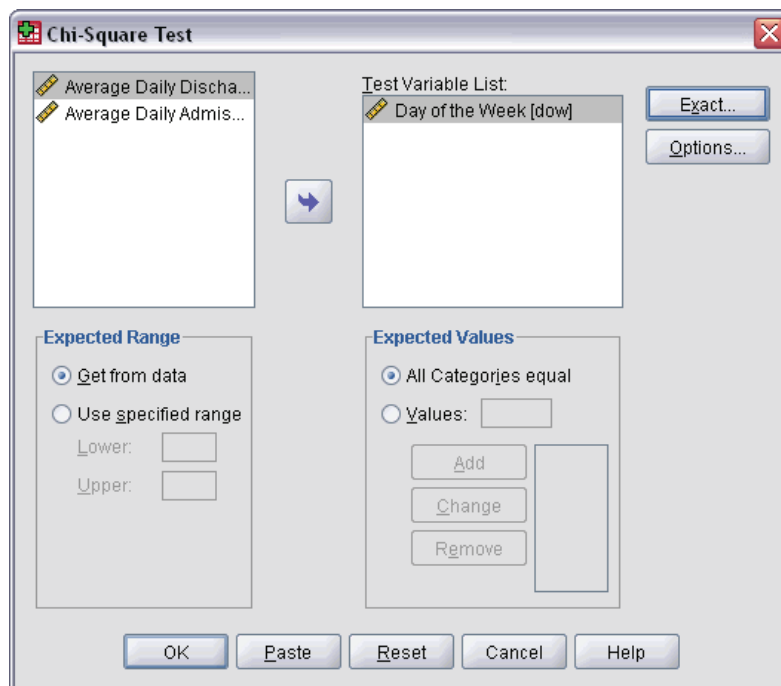 Chi-Square Test
Average Daily Discha...
Average Daily Admis...
Test Variable List:
Day of the Week [dow]
Exact...
Options...
Expected Range
Get from data
Use specified range
Lower:
Upper:
Expected Values
All Categories equal
Values:
Add
Change
Remove
OK
Paste
Reset
Cancel
Help